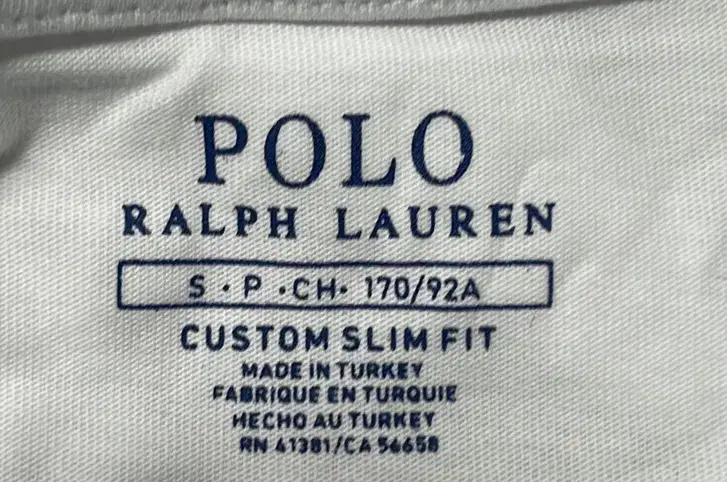 POLO
RALPH LAUREN
S • P •CH• 170/92A
CUSTOM SLIM FIT
MADE IN TURKEY
FABRIQUE EN TURQUIE
HECHO AU TURKEY
RN 41381/CA 56658